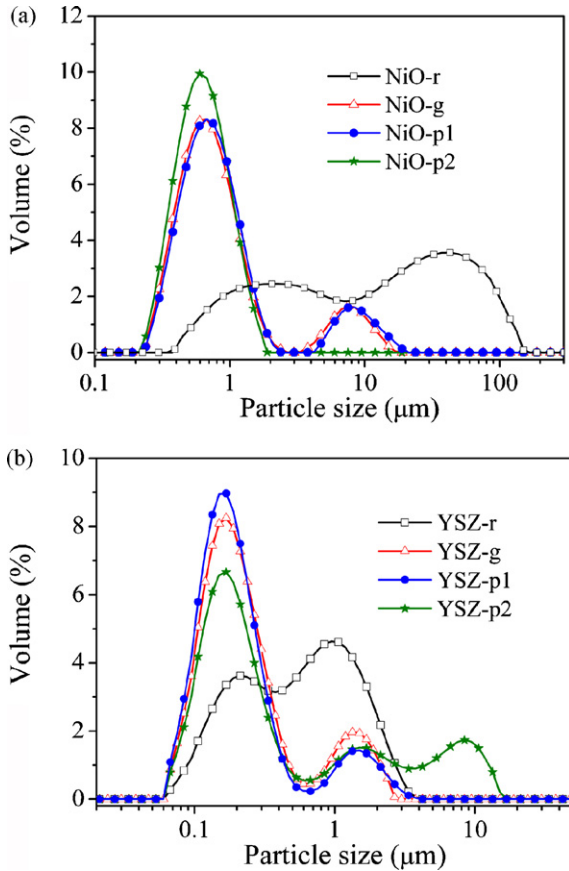 (a)
12
10
8
6
4
2
0
Volume (%)
NiO-r
NiO-g
NiO-p1
NiO-p2
0.1 1 10 100
Particle size (μm)
(b)
10
8
6
4
2
0
Volume (%)
YSZ-r
YSZ-g
YSZ-p1
YSZ-p2
0.1 1 10
Particle size (μm)